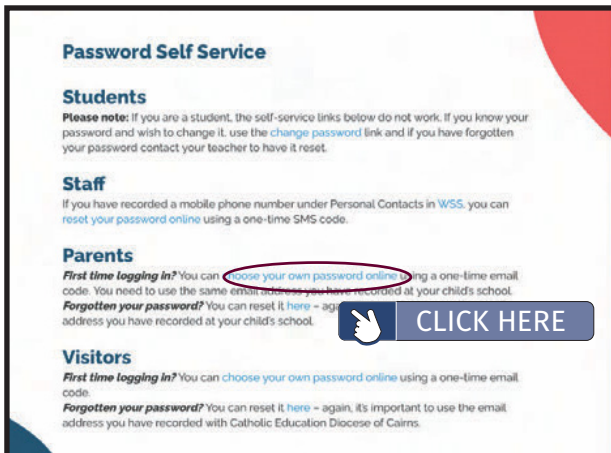 Password Self Service
Students
Please note: If you are a student, the self-service links below do not work. If you know your
password and wish to change it, use the change password link and if you have forgotten
your password contact your teacher to have it reset.
Staff
If you have recorded a mobile phone number under Personal Contacts in WSS, you can
reset your password online using a one-time SMS code.
Parents
First time logging in? You can choose your own password online using a one-time email
code. You need to use the same email address you have recorded at your child's school.
Forgotten your password? You can reset it here –
address you have recorded at your child's school.
CLICK HERE
Visitors
First time logging in? You can choose your own password online using a one-time email
code.
Forgotten your password? You can reset it here – again, it's important to use the email
address you have recorded with Catholic Education Diocese of Cairns.